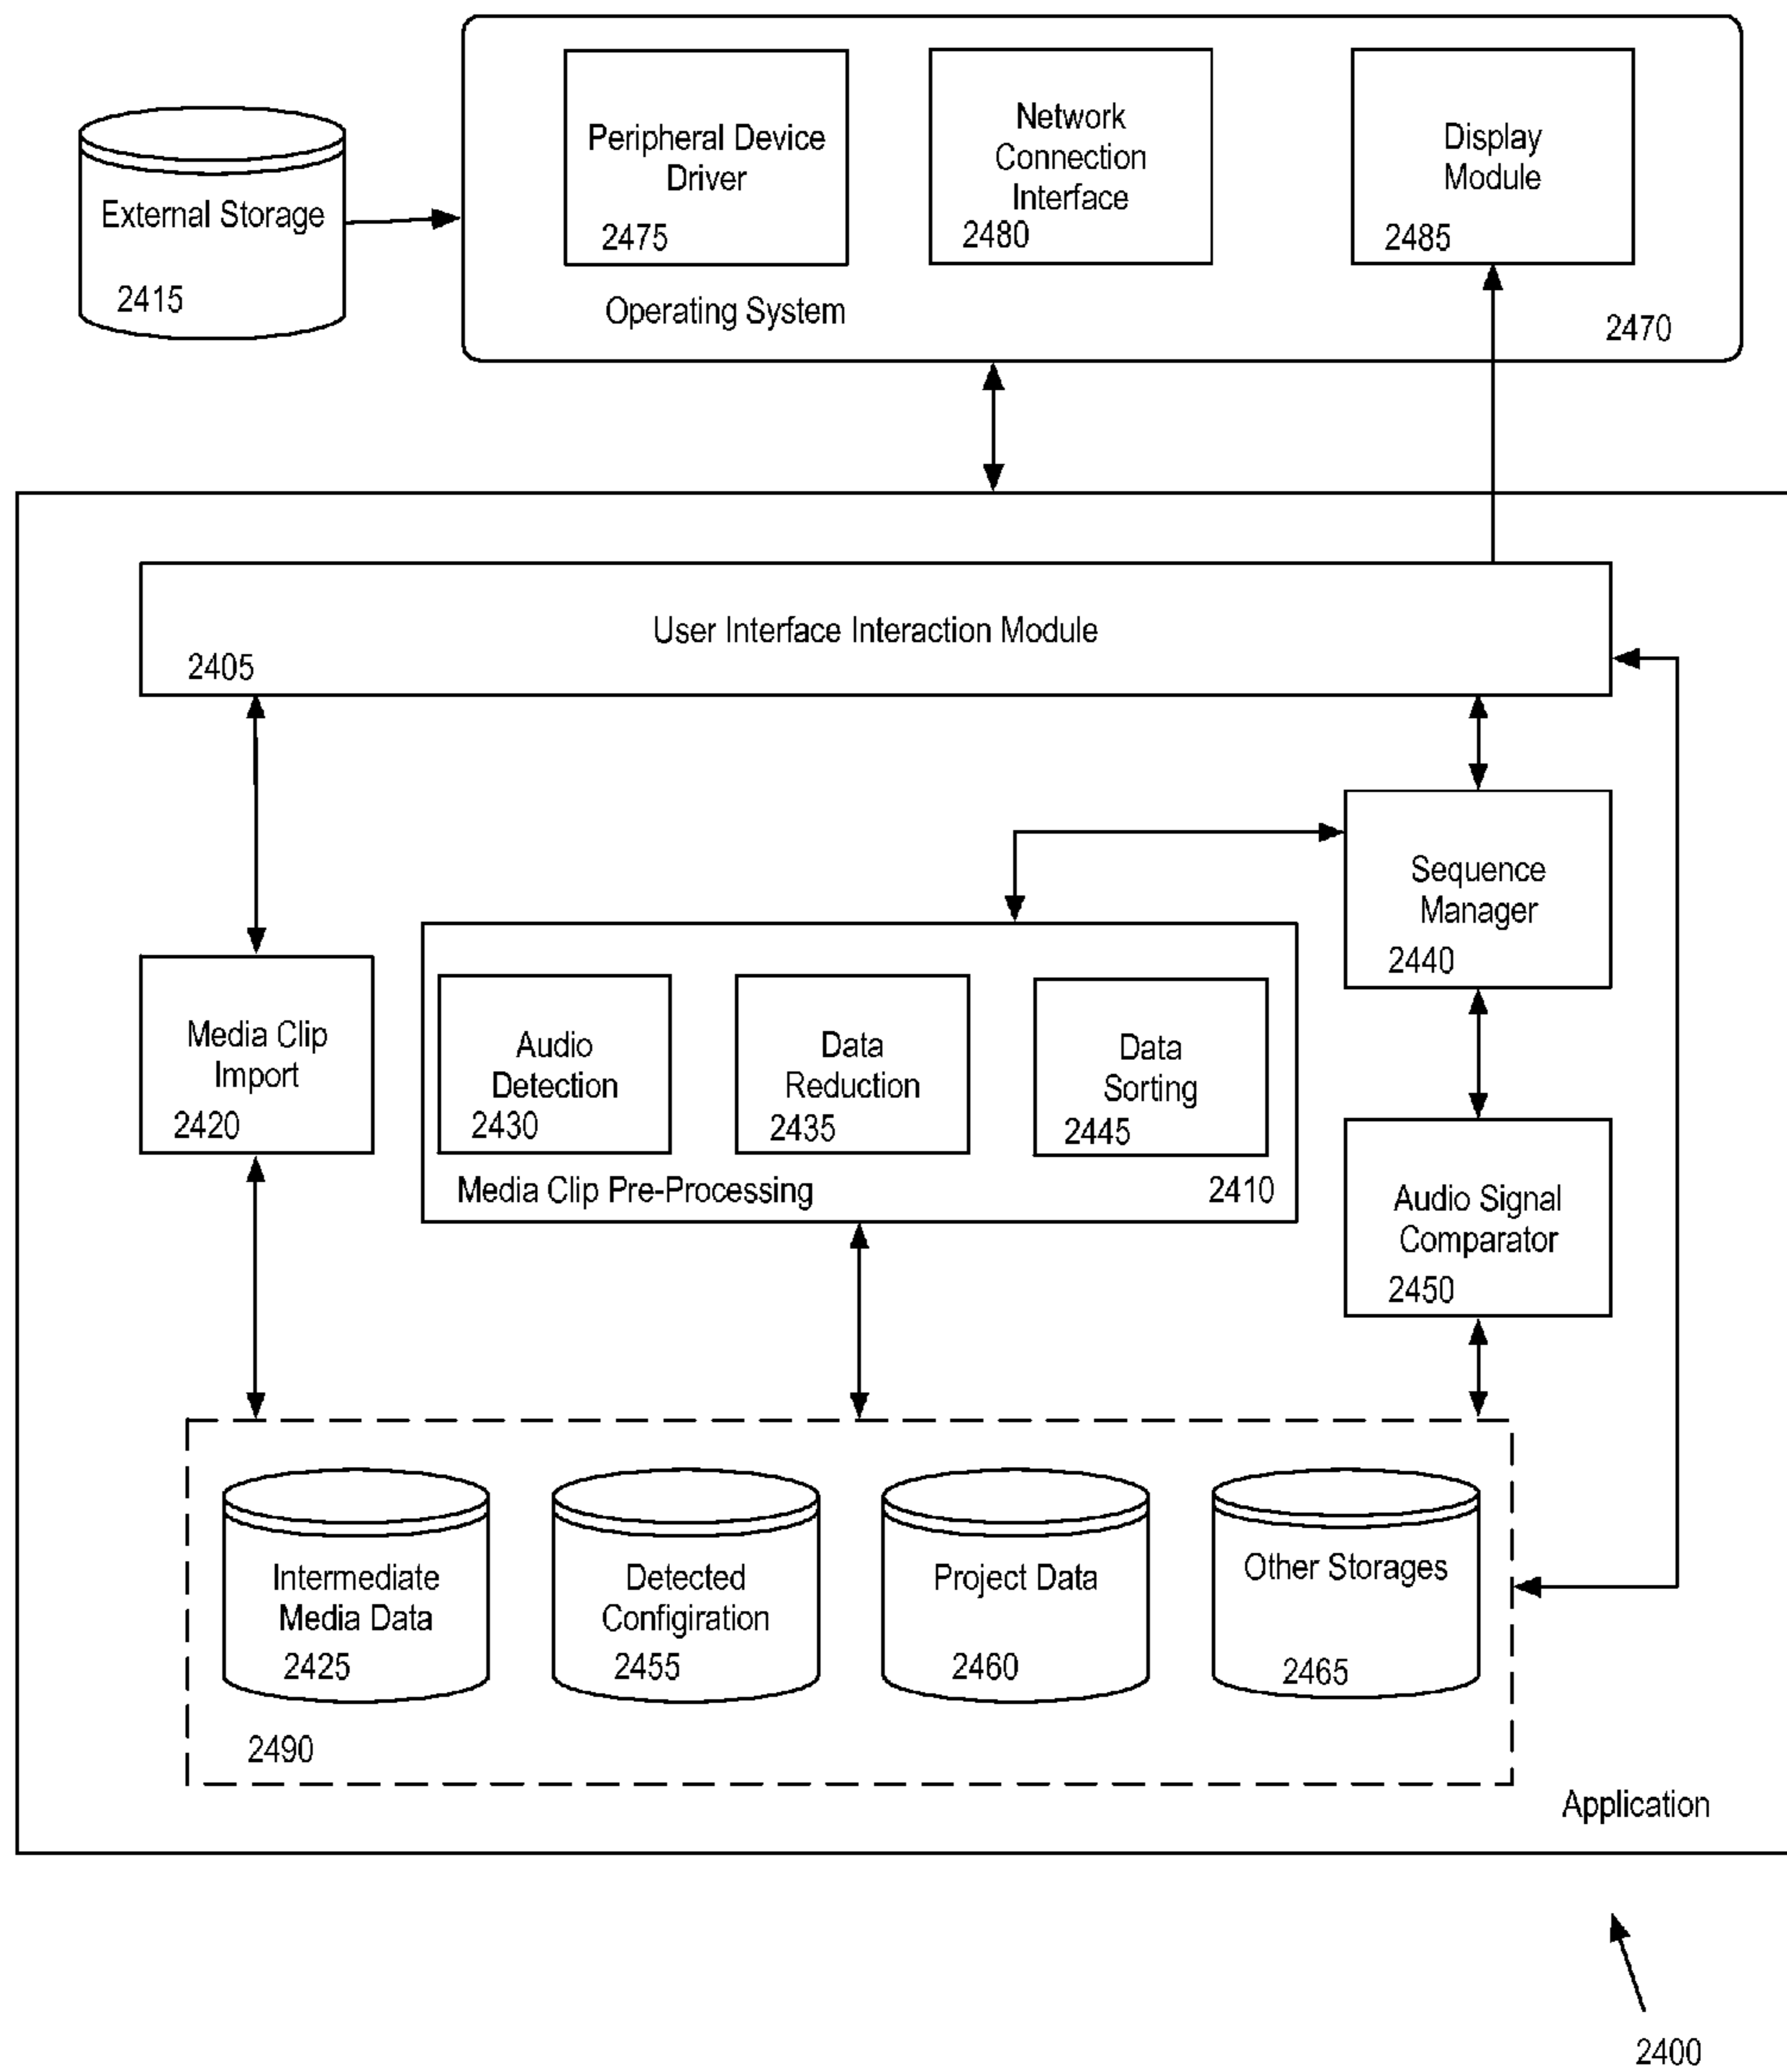 Peripheral Device
Driver
2475
Network
Connection
Interface
2480
Display
Module
2485
External Storage
2415
Operating System
2470
User Interface Interaction Module
2405
Sequence
Manager
2440
Media Clip
Import
2420
Audio
Detection
2430
Data
Reduction
2435
Data
Sorting
2445
Media Clip Pre-Processing
2410
Audio Signal
Comparator
2450
Intermediate
Media Data
2425
Detected
Configiration
2455
Project Data
2460
Other Storages
2465
2490
Application
2400